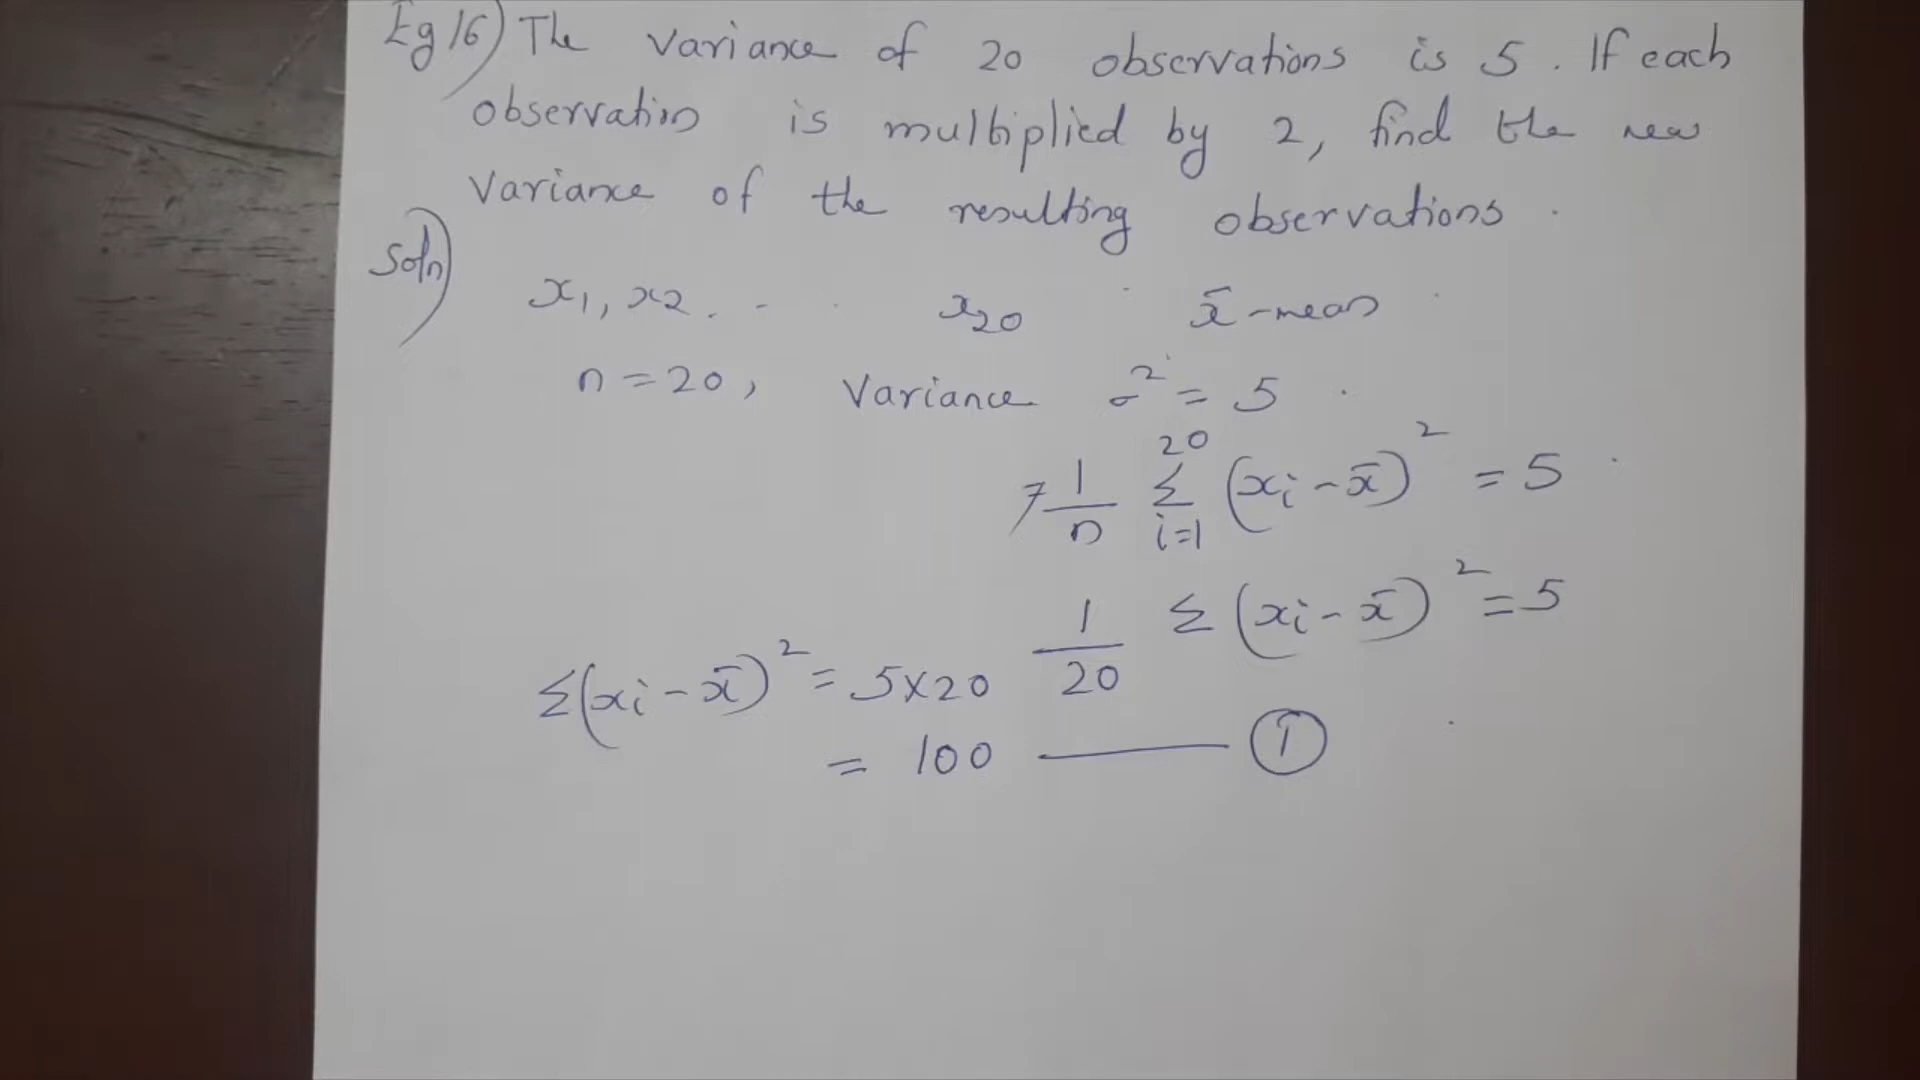 Eg 16) The variance of 20 observations is 5. If each
observation is multiplied by 2, find the new
Variance of the resulting observations.
Soln)
x₁, x₂ . - . x₂₀ x̄ - mean
n = 20, Variance σ² = 5.
⇒ 1/n Σ_{i=1}^{20} (xi - x̄)² = 5
1/20 Σ (xi - x̄)² = 5
Σ(xi - x̄)² = 5×20
= 100 ——— ①